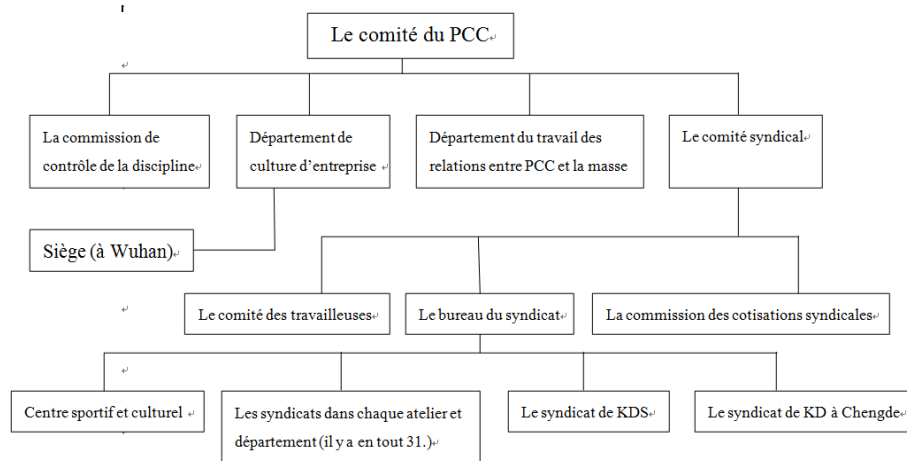 Le comité du PCC
La commission de
contrôle de la discipline
Département de
culture d’entreprise
Département du travail des
relations entre PCC et la masse
Le comité syndical
Siège (à Wuhan)
Le comité des travailleuses
Le bureau du syndicat
La commission des cotisations syndicales
Centre sportif et culturel
Les syndicats dans chaque atelier et
département (il y a en tout 31.)
Le syndicat de KDS
Le syndicat de KD à Chengde